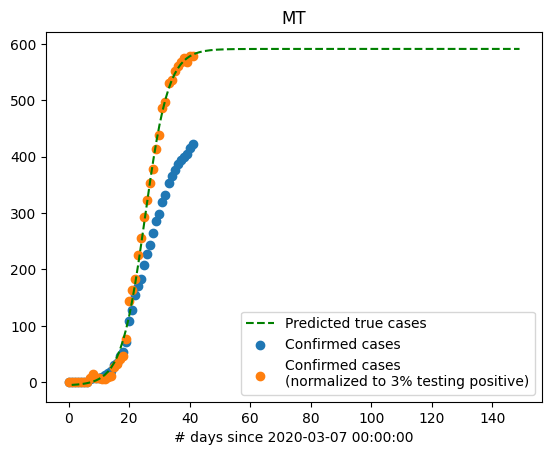 MT
600
500
400
300
200
100
0
0 20 40 60 80 100 120 140
# days since 2020-03-07 00:00:00
Predicted true cases
Confirmed cases
Confirmed cases
(normalized to 3% testing positive)